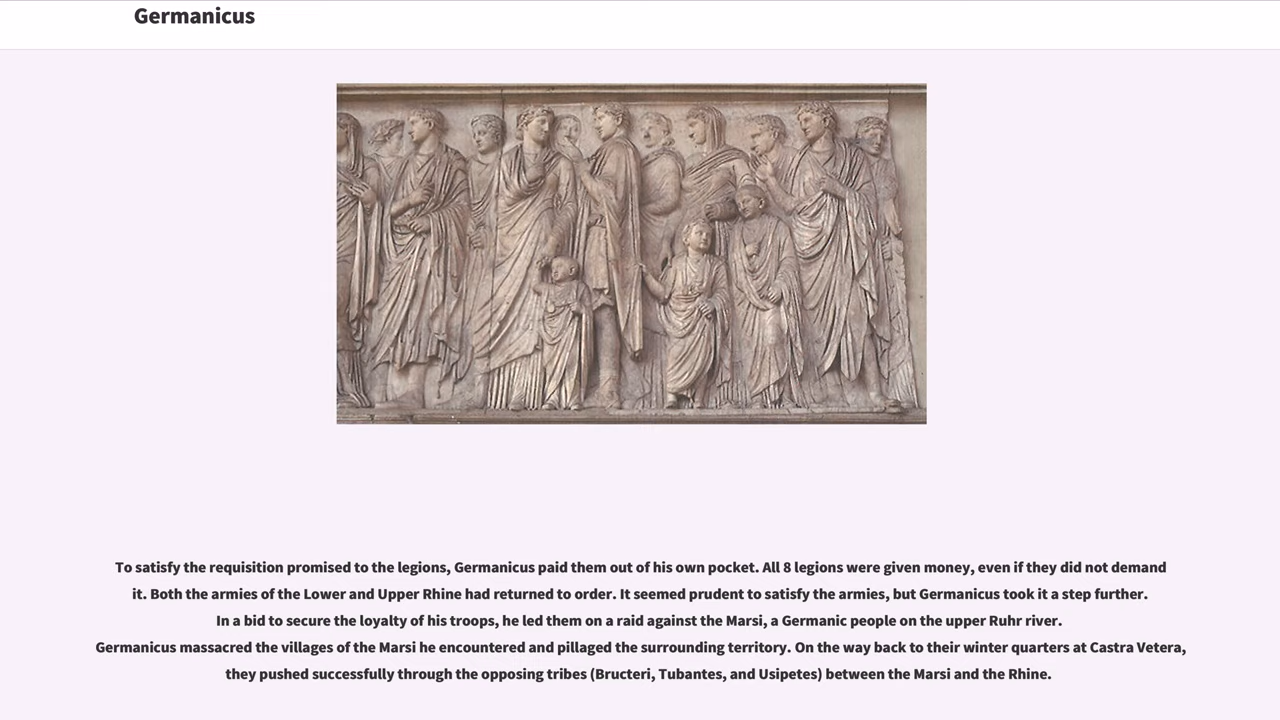 Germanicus
To satisfy the requisition promised to the legions, Germanicus paid them out of his own pocket. All 8 legions were given money, even if they did not demand
it. Both the armies of the Lower and Upper Rhine had returned to order. It seemed prudent to satisfy the armies, but Germanicus took it a step further.
In a bid to secure the loyalty of his troops, he led them on a raid against the Marsi, a Germanic people on the upper Ruhr river.
Germanicus massacred the villages of the Marsi he encountered and pillaged the surrounding territory. On the way back to their winter quarters at Castra Vetera,
they pushed successfully through the opposing tribes (Bructeri, Tubantes, and Usipetes) between the Marsi and the Rhine.